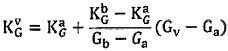 K_G^v = K_G^a + \frac{K_G^b - K_G^a}{G_b - G_a}(G_v - G_a)